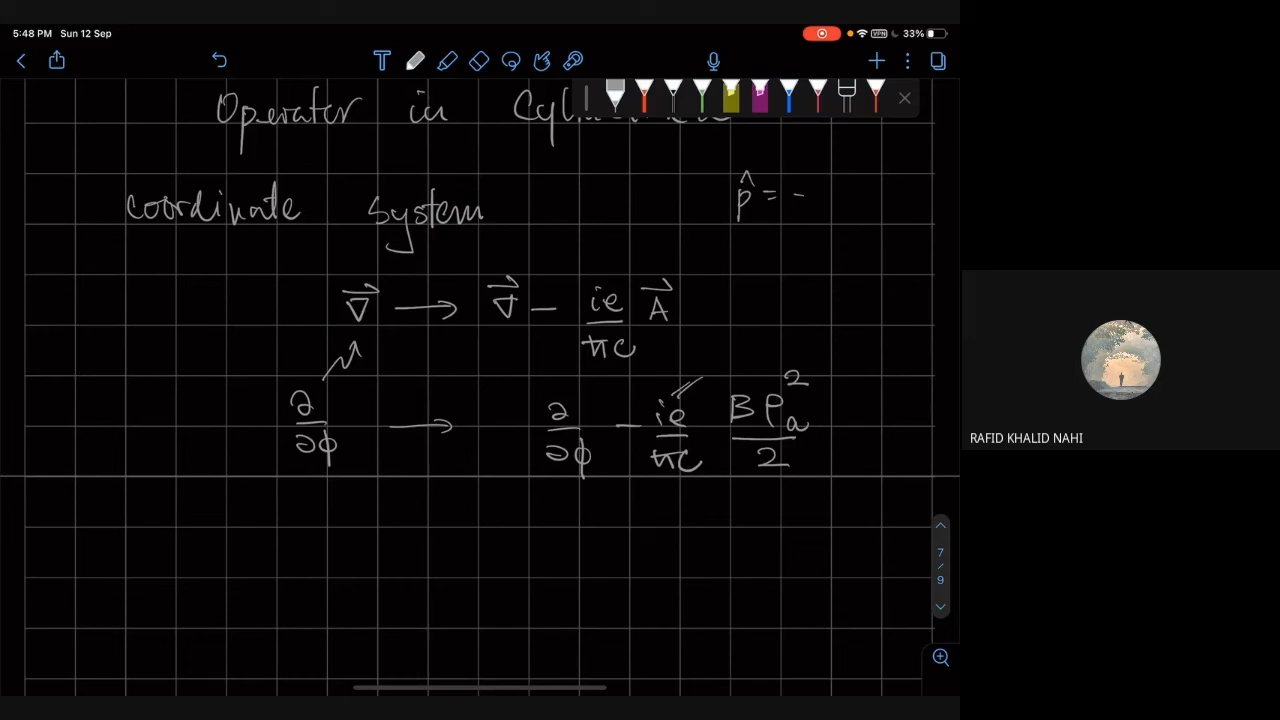 5:48 PM Sun 12 Sep
VPN 33%
Operator in
coordinate system
p̂ = -
∇⃗ → ∇⃗ - ie/ħc A⃗
∂/∂ϕ → ∂/∂ϕ - ie/ħc Bρₐ²/2
7/9
RAFID KHALID NAHI